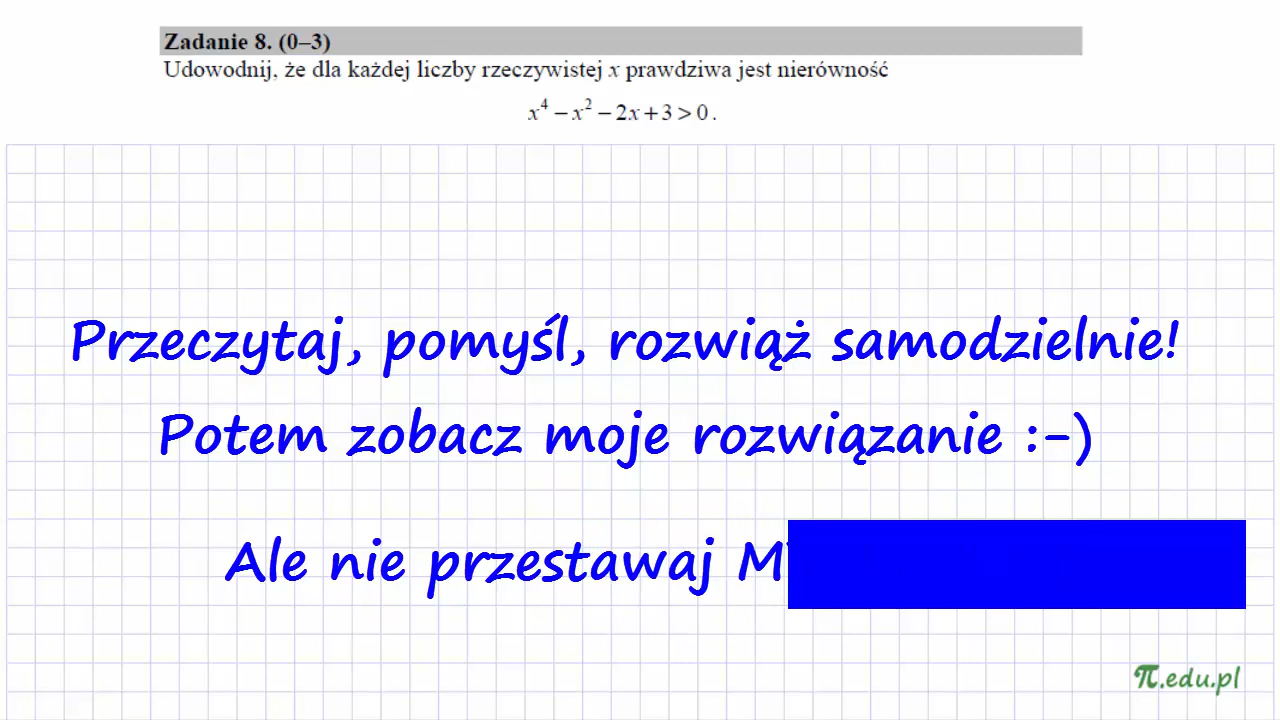 Zadanie 8. (0–3)
Udowodnij, że dla każdej liczby rzeczywistej x prawdziwa jest nierówność
x⁴ − x² − 2x + 3 > 0 .
Przeczytaj, pomyśl, rozwiąż samodzielnie!
Potem zobacz moje rozwiązanie :-)
Ale nie przestawaj
π.edu.pl